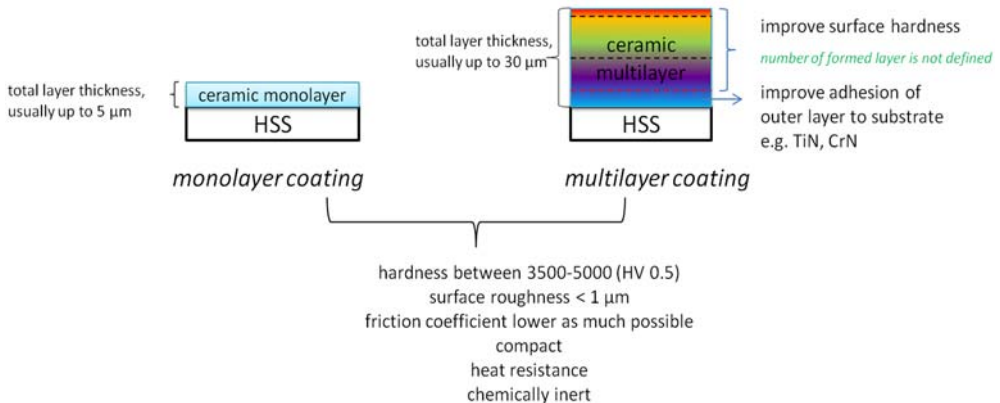 total layer thickness,
usually up to 5 µm
ceramic monolayer
HSS
monolayer coating
total layer thickness,
usually up to 30 µm
ceramic
multilayer
HSS
multilayer coating
improve surface hardness
number of formed layer is not defined
improve adhesion of
outer layer to substrate
e.g. TiN, CrN
hardness between 3500-5000 (HV 0.5)
surface roughness < 1 µm
friction coefficient lower as much possible
compact
heat resistance
chemically inert